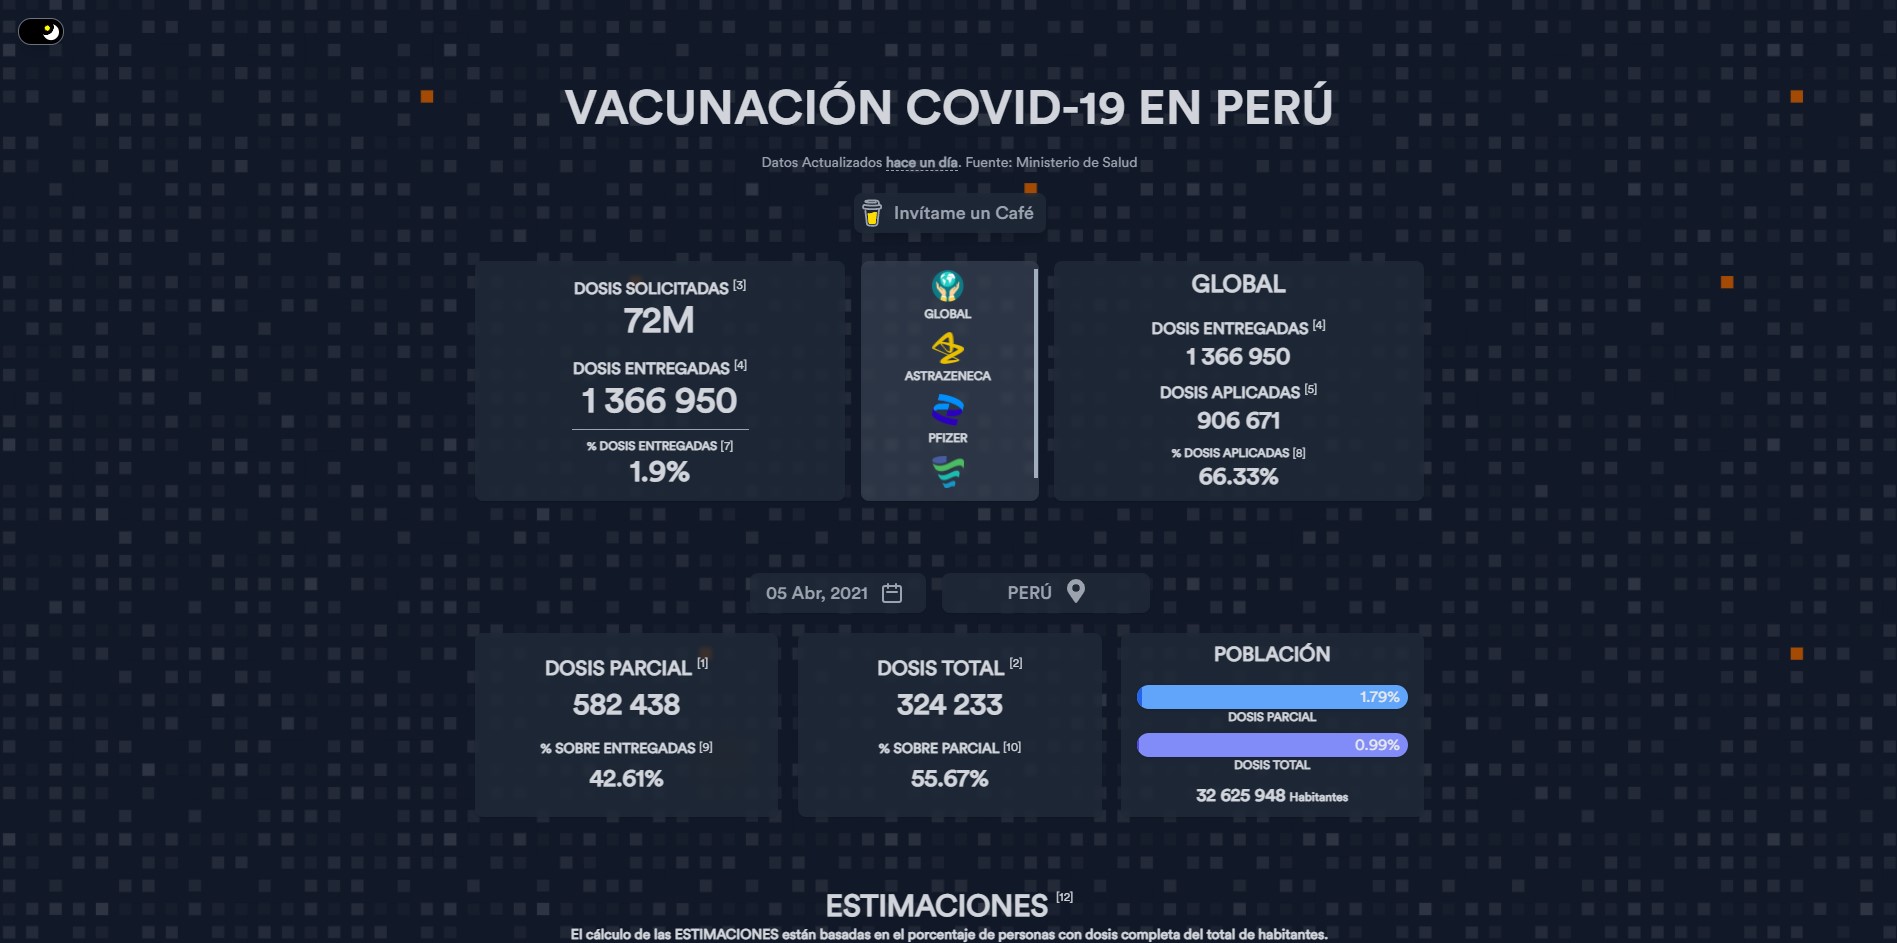 VACUNACIÓN COVID-19 EN PERÚ
Datos Actualizados hace un día. Fuente: Ministerio de Salud
Invítame un Café
DOSIS SOLICITADAS [3]
72M
DOSIS ENTREGADAS [4]
1 366 950
% DOSIS ENTREGADAS [7]
1.9%
GLOBAL
ASTRAZENECA
PFIZER
GLOBAL
DOSIS ENTREGADAS [4]
1 366 950
DOSIS APLICADAS [5]
906 671
% DOSIS APLICADAS [8]
66.33%
05 Abr, 2021
PERÚ
DOSIS PARCIAL [1]
582 438
% SOBRE ENTREGADAS [9]
42.61%
DOSIS TOTAL [2]
324 233
% SOBRE PARCIAL [10]
55.67%
POBLACIÓN
1.79%
DOSIS PARCIAL
0.99%
DOSIS TOTAL
32 625 948 Habitantes
ESTIMACIONES [12]
El cálculo de las ESTIMACIONES están basadas en el porcentaje de personas con dosis completa del total de habitantes.